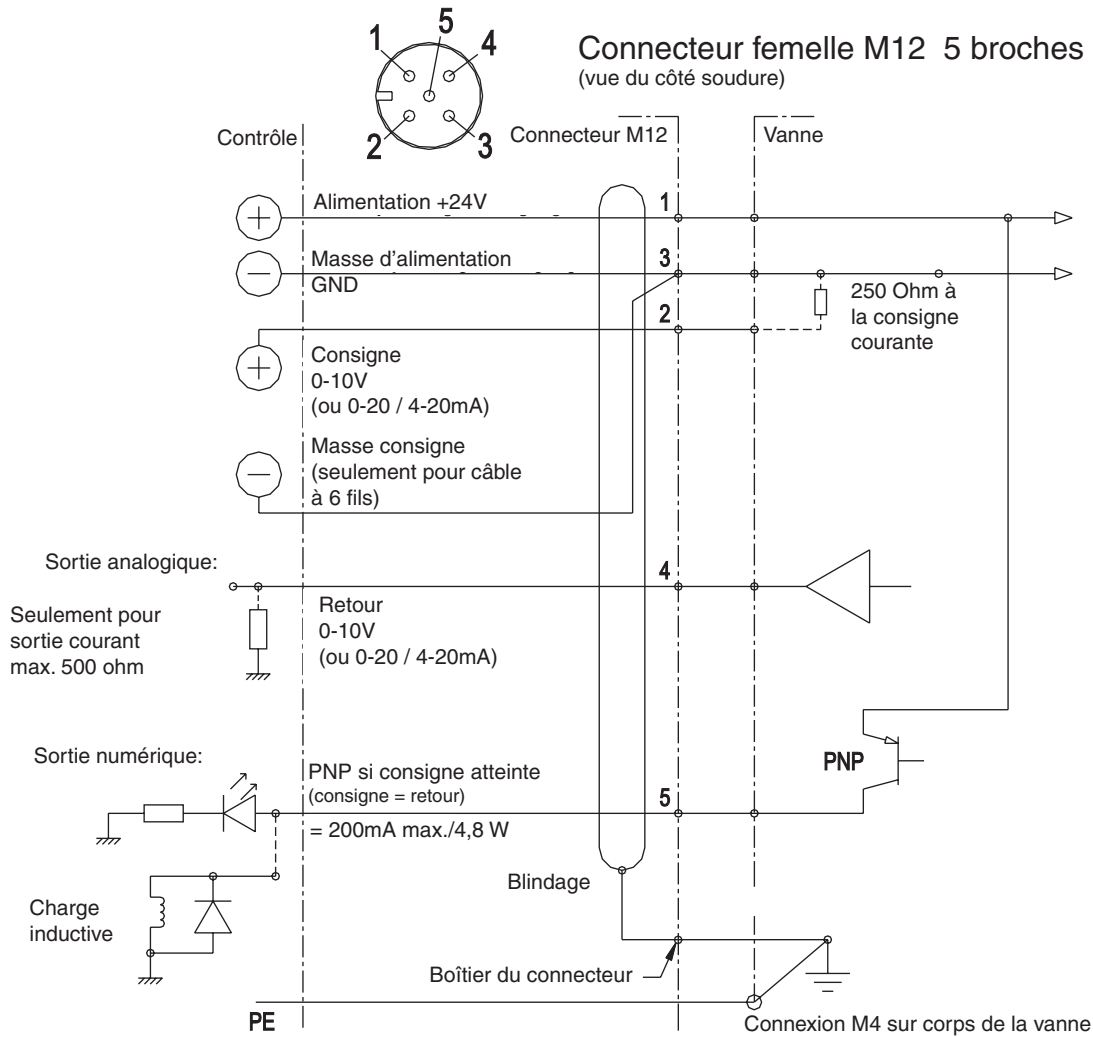 5
1
4
2
3
Connecteur femelle M12 5 broches
(vue du côté soudure)
Contrôle
Connecteur M12
Vanne
Alimentation +24V
1
Masse d'alimentation
GND
3
250 Ohm à
la consigne
courante
2
Consigne
0-10V
(ou 0-20 / 4-20mA)
Masse consigne
(seulement pour câble
à 6 fils)
Sortie analogique:
4
Seulement pour
sortie courant
max. 500 ohm
Retour
0-10V
(ou 0-20 / 4-20mA)
Sortie numérique:
PNP si consigne atteinte
(consigne = retour)
= 200mA max./4,8 W
5
PNP
Blindage
Charge
inductive
Boîtier du connecteur
PE
Connexion M4 sur corps de la vanne